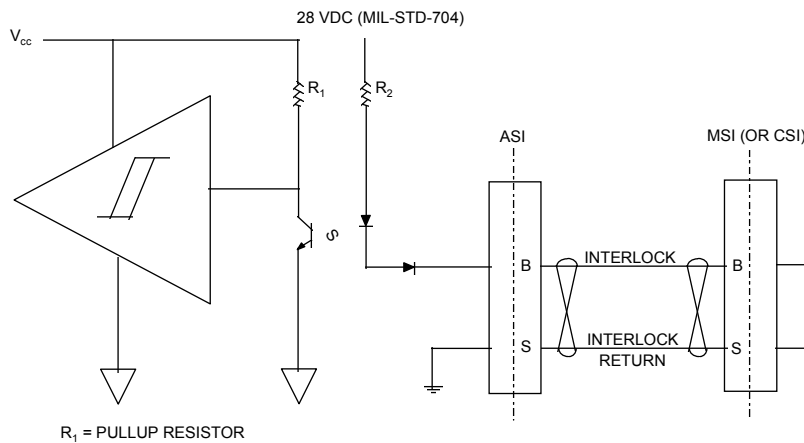 28 VDC (MIL-STD-704)
Vcc
R1
R2
ASI
MSI (OR CSI)
S
B
INTERLOCK
B
S
INTERLOCK
RETURN
S
R1 = PULLUP RESISTOR